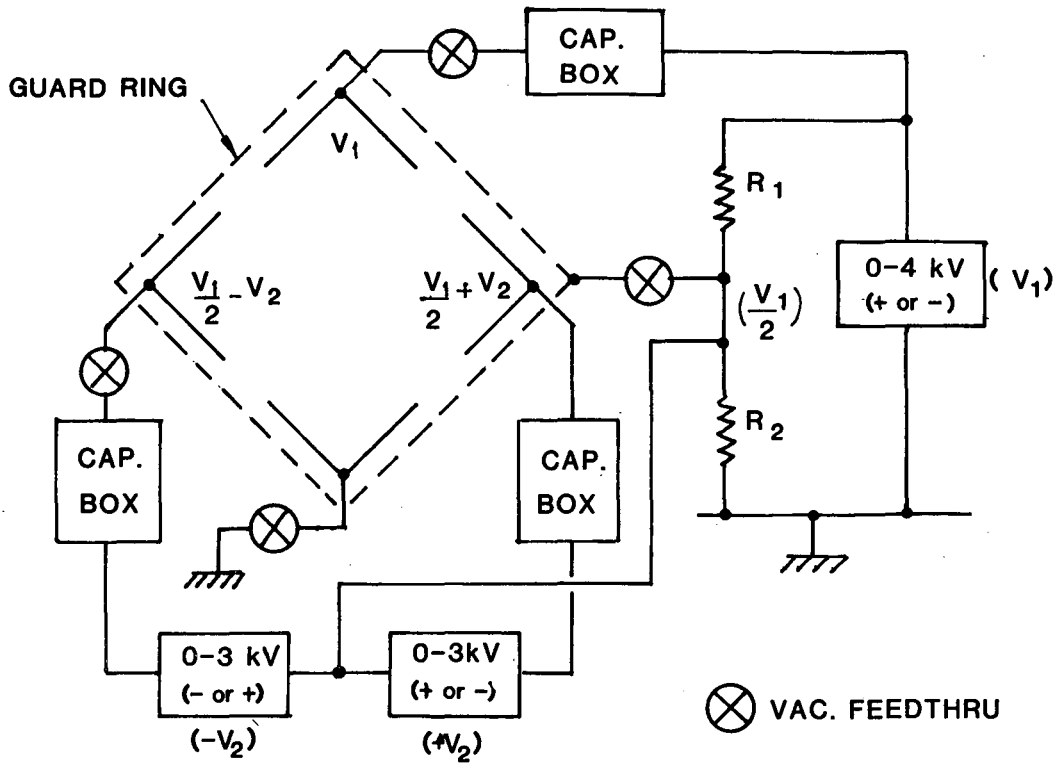 CAP.
BOX
GUARD RING
V1
R1
0-4 kV
(+ or -)
(V1)
V1/2 - V2
V1/2 + V2
(V1/2)
R2
CAP.
BOX
CAP.
BOX
0-3 kV
(- or +)
0-3kV
(+ or -)
(-V2)
(+V2)
VAC. FEEDTHRU